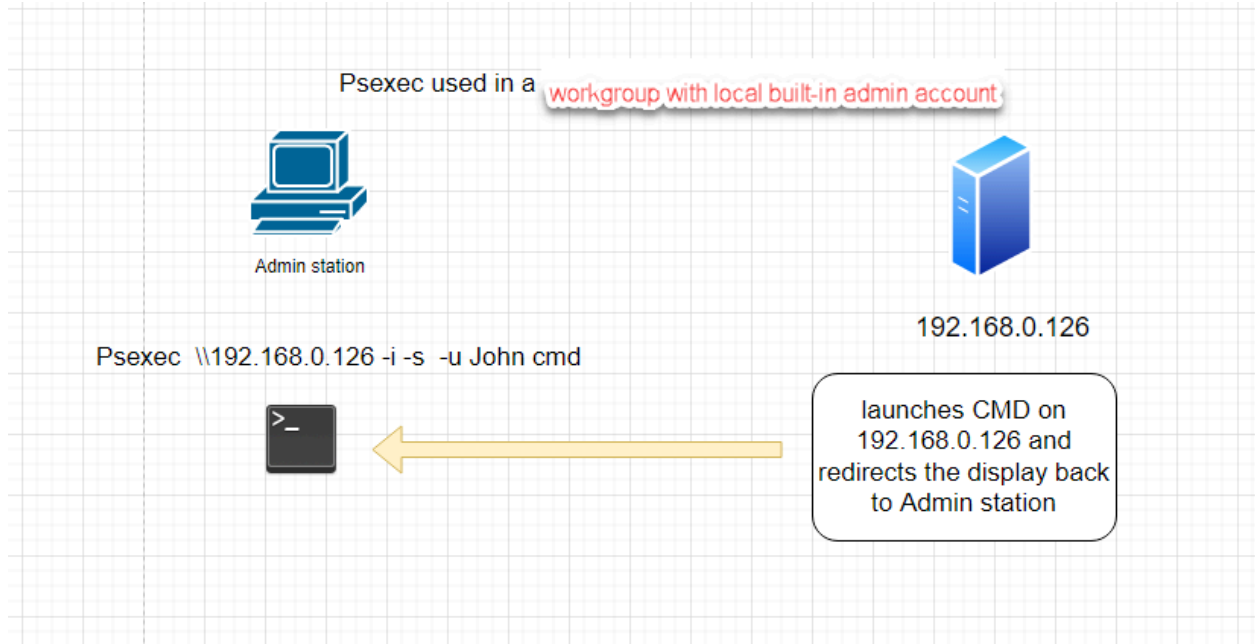 Psexec used in a workgroup with local built-in admin account
Admin station
192.168.0.126
Psexec \\192.168.0.126 -i -s -u John cmd
>_
launches CMD on
192.168.0.126 and
redirects the display back
to Admin station